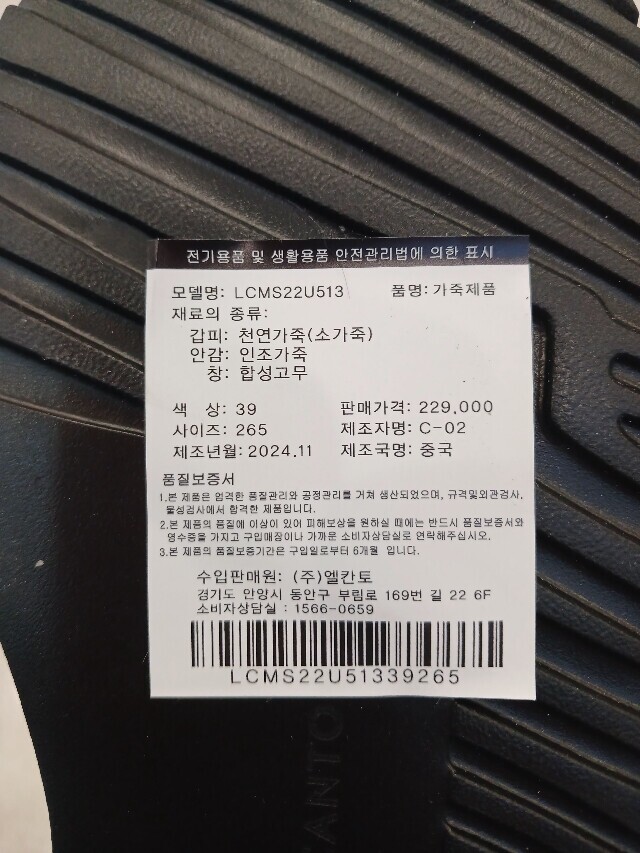 전기용품 및 생활용품 안전관리법에 의한 표시
모델명: LCMS22U513 품명: 가죽제품
재료의 종류:
갑피: 천연가죽(소가죽)
안감: 인조가죽
창: 합성고무
색 상: 39 판매가격: 229,000
사이즈: 265 제조자명: C-02
제조년월: 2024.11 제조국명: 중국
품질보증서
1.본 제품은 엄격한 품질관리와 공정관리를 거쳐 생산되었으며, 규격및외관검사,
물성검사에서 합격한 제품입니다.
2.본 제품의 품질에 이상이 있어 피해보상을 원하실 때에는 반드시 품질보증서와
영수증을 가지고 구입매장이나 가까운 소비자상담실로 연락해주십시오.
3.본 제품의 품질보증기간은 구입일로부터 6개월 입니다.
수입판매원: (주)엘칸토
경기도 안양시 동안구 부림로 169번 길 22 6F
소비자상담실 : 1566-0659
LCMS22U51339265
ANTO